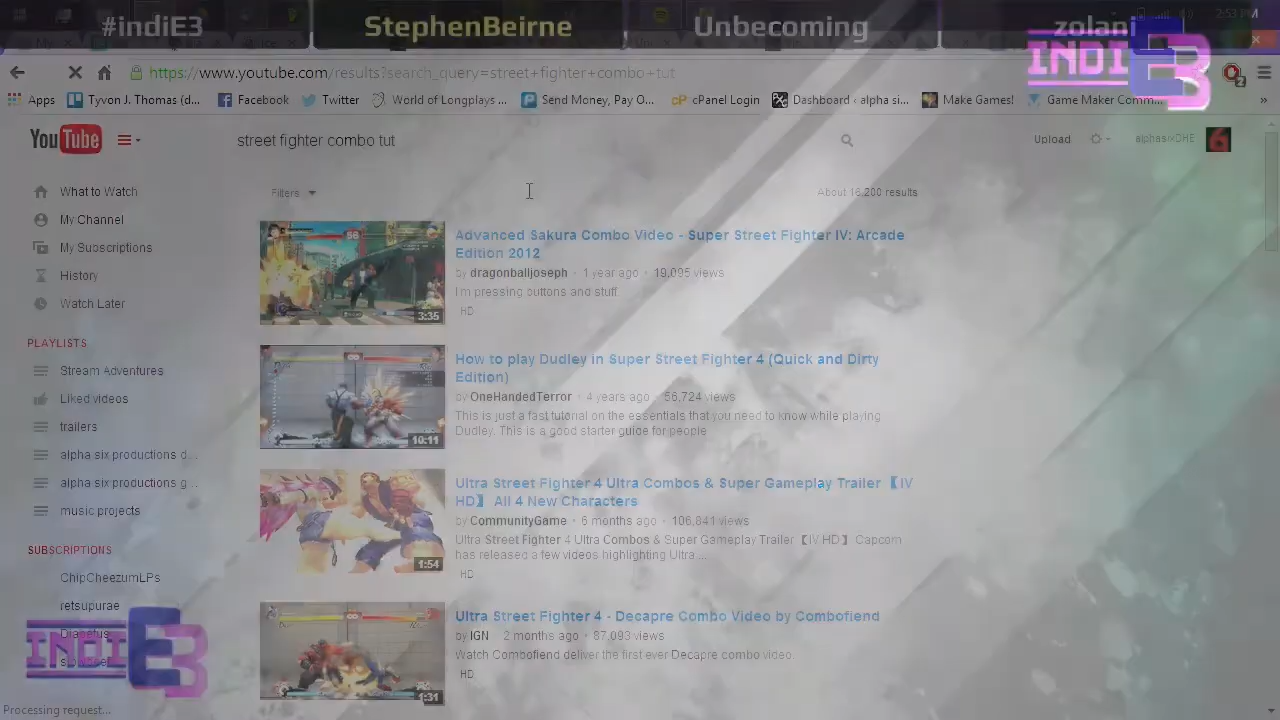 #indiE3
StephenBeirne
Unbecoming
2:53 PM
INDI E3
https://www.youtube.com/results?search_query=street+fighter+combo+tut
Apps
Tyvon J. Thomas (d...
Facebook
Twitter
World of Longplays ...
Send Money, Pay O...
cPanel Login
Dashboard ‹ alpha si...
Make Games!
Game Maker Comm...
»
YouTube
street fighter combo tut
Upload
6
What to Watch
My Channel
My Subscriptions
History
Watch Later
PLAYLISTS
Stream Adventures
Liked videos
trailers
alpha six productions d...
alpha six productions g...
music projects
SUBSCRIPTIONS
ChipCheezumLPs
retsupurae
INDI E3
Processing request...
Filters
About 16,200 results
Advanced Sakura Combo Video - Super Street Fighter IV: Arcade
Edition 2012
by dragonballjoseph · 1 year ago · 19,095 views
I'm pressing buttons and stuff.
HD
3:35
How to play Dudley in Super Street Fighter 4 (Quick and Dirty
Edition)
by OneHandedTerror · 4 years ago · 56,724 views
This is just a fast tutorial on the essentials that you need to know while playing
Dudley. This is a good starter guide for people
10:11
Ultra Street Fighter 4 Ultra Combos & Super Gameplay Trailer 【IV
HD】 All 4 New Characters
by CommunityGame · 6 months ago · 106,841 views
Ultra Street Fighter 4 Ultra Combos & Super Gameplay Trailer 【IV HD】 Capcom
has released a few videos highlighting Ultra....
HD
1:54
Ultra Street Fighter 4 - Decapre Combo Video by Combofiend
by IGN · 2 months ago · 87,093 views
Watch Combofiend deliver the first ever Decapre combo video.
HD
1:31